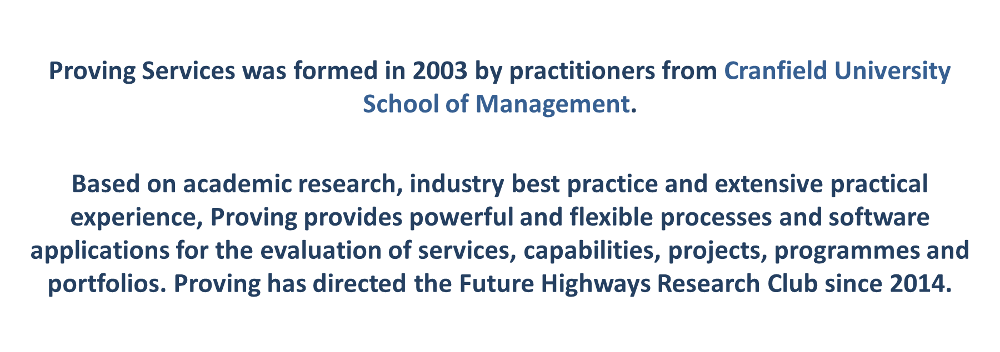 Proving Services was formed in 2003 by practitioners from Cranfield University
School of Management.
Based on academic research, industry best practice and extensive practical
experience, Proving provides powerful and flexible processes and software
applications for the evaluation of services, capabilities, projects, programmes and
portfolios. Proving has directed the Future Highways Research Club since 2014.